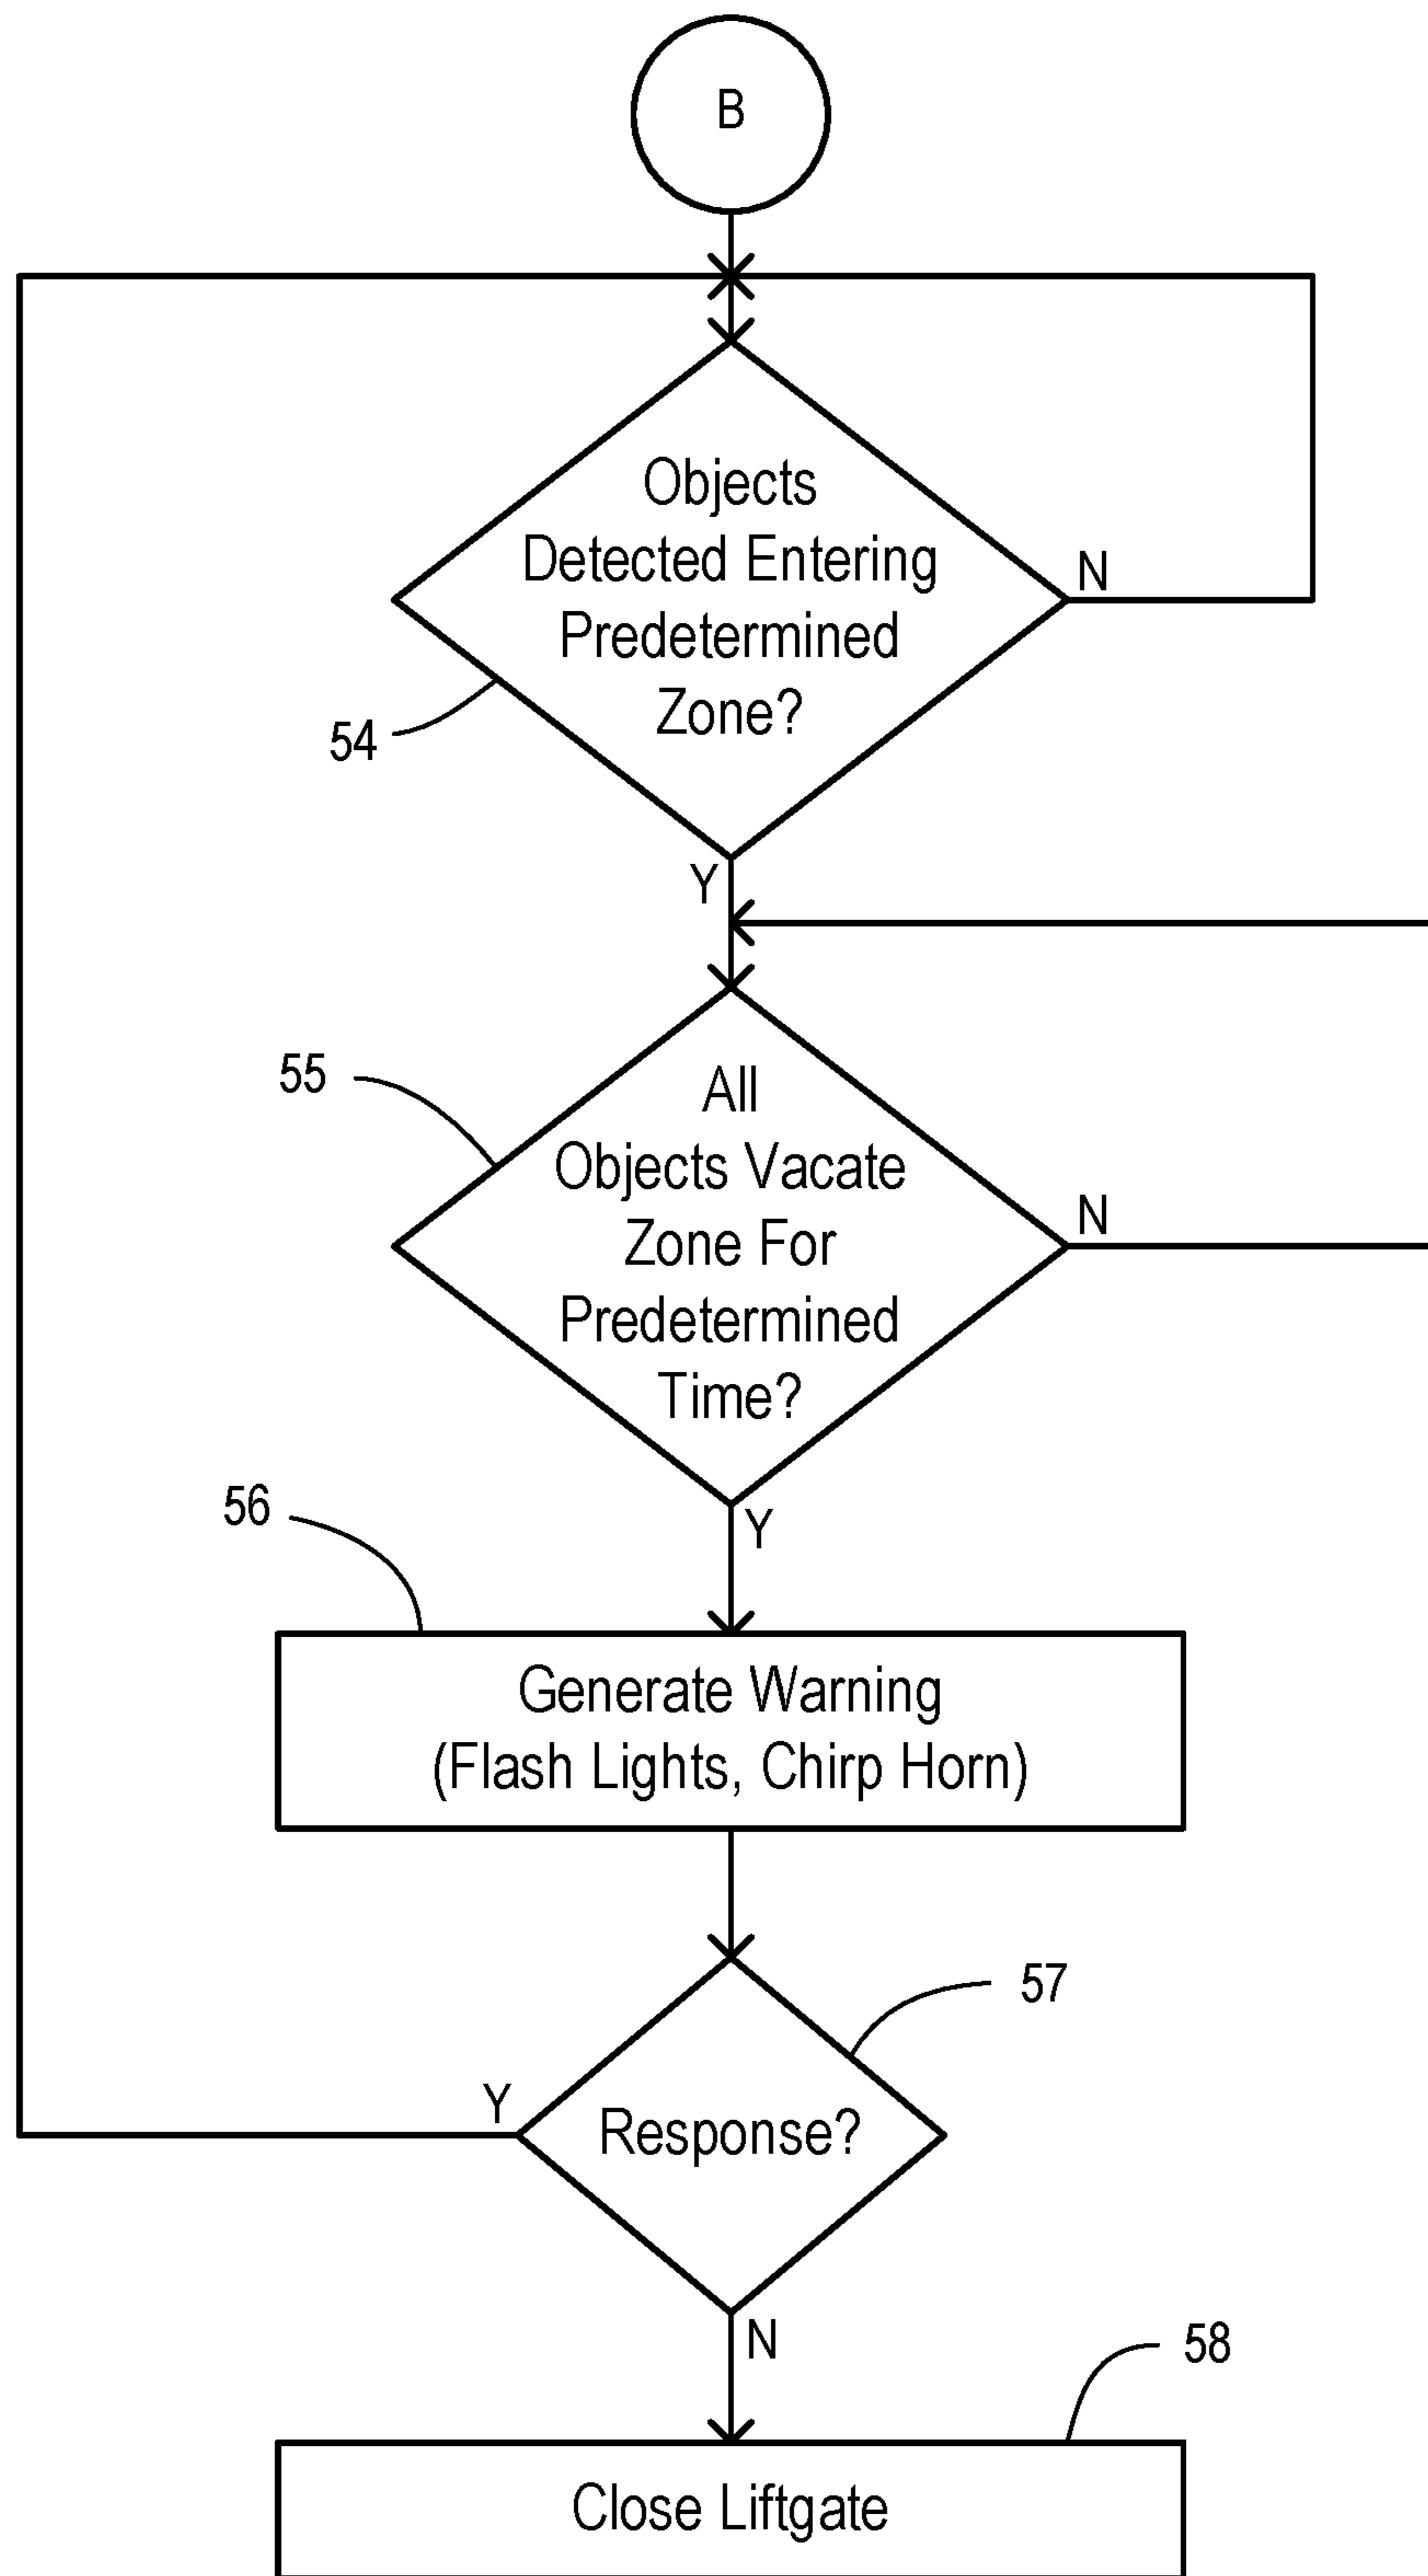 B
Objects
Detected Entering
Predetermined
Zone?
N
54
Y
55
All
Objects Vacate
Zone For
Predetermined
Time?
N
Y
56
Generate Warning
(Flash Lights, Chirp Horn)
57
Y
Response?
N
58
Close Liftgate